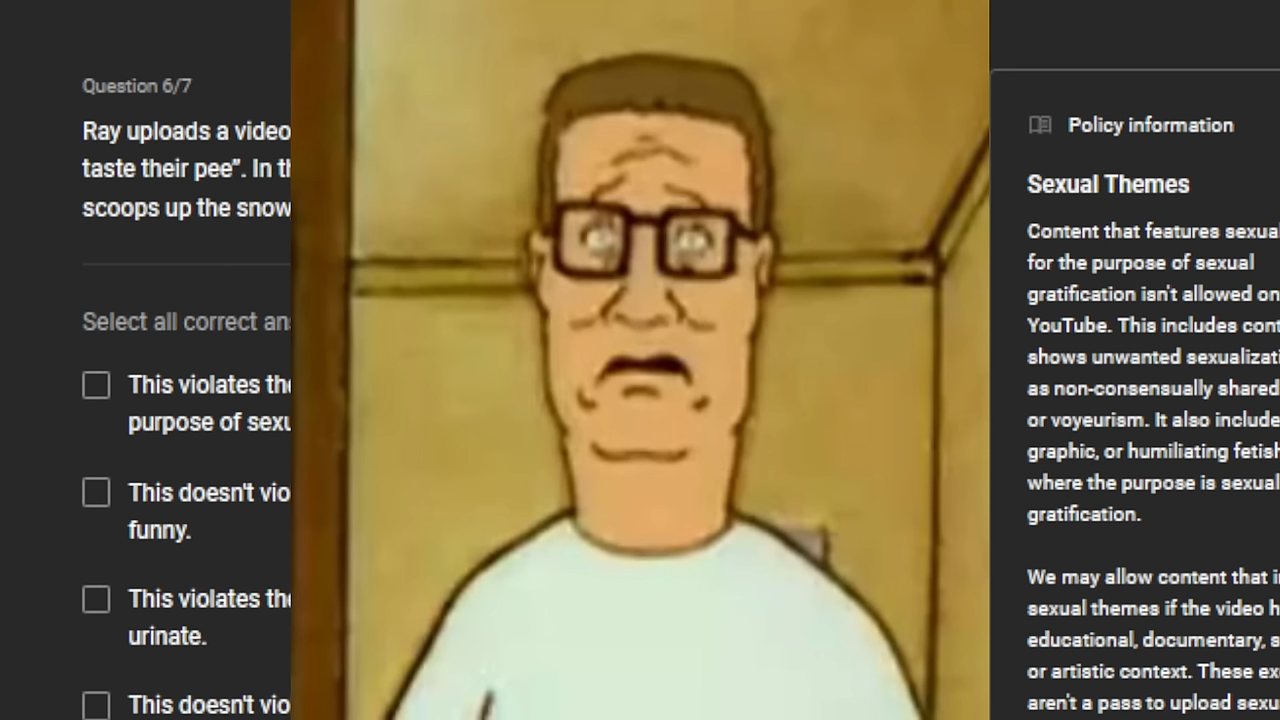 Question 6/7
Ray uploads a video
taste their pee”. In th
scoops up the snow
Select all correct ans
This violates the
purpose of sexu
This doesn't vio
funny.
This violates the
urinate.
This doesn't vio
Policy information
Sexual Themes
Content that features sexual
for the purpose of sexual
gratification isn't allowed on
YouTube. This includes cont
shows unwanted sexualizati
as non-consensually shared
or voyeurism. It also include
graphic, or humiliating fetish
where the purpose is sexual
gratification.
We may allow content that i
sexual themes if the video h
educational, documentary, s
or artistic context. These ex
aren't a pass to upload sexu